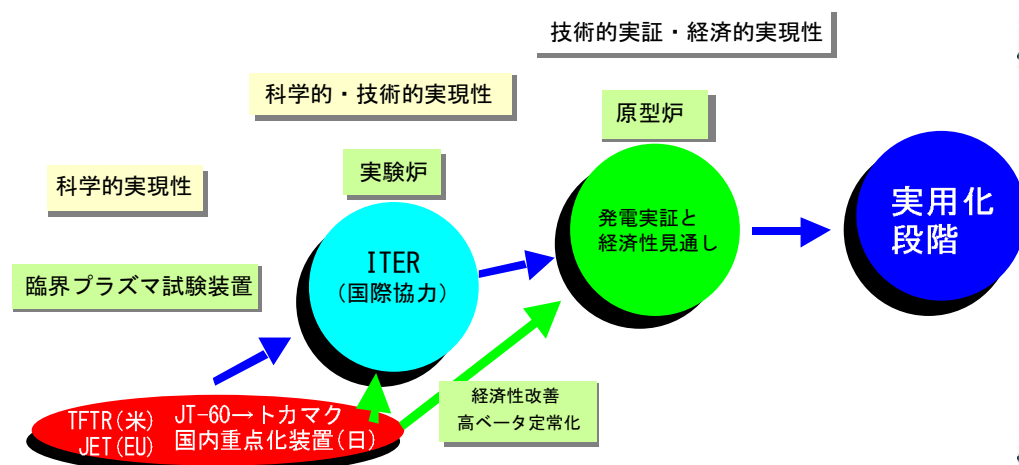 技術的実証・経済的実現性
科学的・技術的実現性
原型炉
実験炉
科学的実現性
実用化
段階
発電実証と
経済性見通し
ITER
(国際協力)
臨界プラズマ試験装置
経済性改善
高ベータ定常化
TFTR(米)
JET(EU)
JT-60→トカマク
国内重点化装置(日)